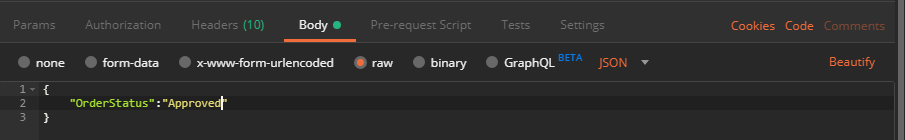 Params Authorization Headers (10) Body Pre-request Script Tests Settings Cookies Code Comments
none form-data x-www-form-urlencoded raw binary GraphQL BETA JSON Beautify
1 {
2 "OrderStatus":"Approved"
3 }